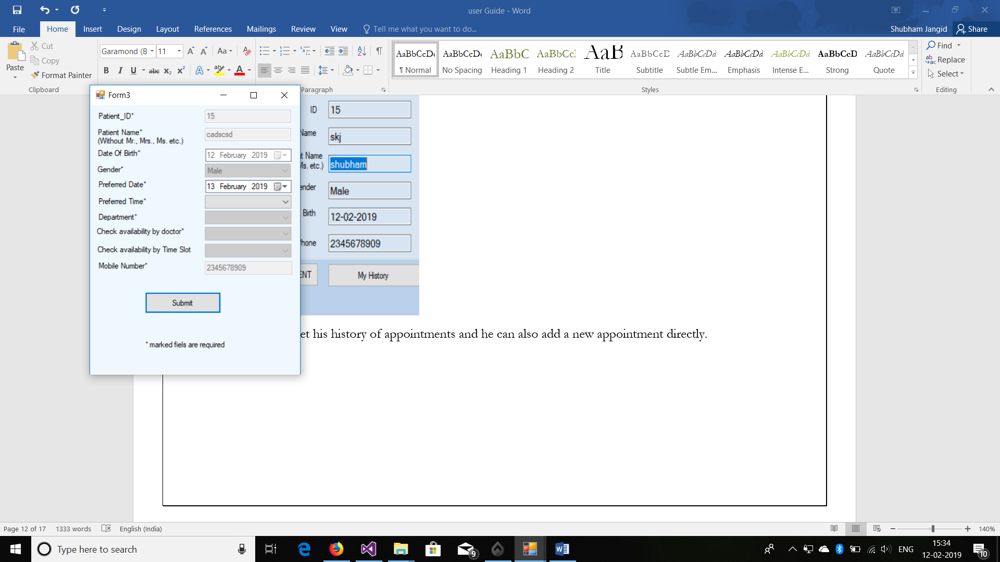 user Guide - Word
File Home Insert Design Layout References Mailings Review View Tell me what you want to do... Shubham Jangid Share
Paste
Cut
Copy
Format Painter
Clipboard
Garamond (B 11
Paragraph
AaBbCcDc AaBbCcDc AaBbC AaBbCcI AaB AaBbCcD AaBbCcDd AaBbCcDd AaBbCcDd AaBbCcD AaBbCcDd
¶ Normal No Spacing Heading 1 Heading 2 Title Subtitle Subtle Em... Emphasis Intense E... Strong Quote
Styles
Find
Replace
Select
Editing
Form3
Patient_ID* 15
Patient Name* cadscsd
(Without Mr., Mrs., Ms. etc.)
Date Of Birth* 12 February 2019
Gender* Male
Preferred Date* 13 February 2019
Preferred Time*
Department*
Check availability by doctor*
Check availability by Time Slot
Mobile Number* 2345678909
Submit
* marked fiels are required
ID 15
Name skj
t Name
Ms. etc.) shubham
ender Male
Birth 12-02-2019
hone 2345678909
ENT My History
et his history of appointments and he can also add a new appointment directly.
Page 12 of 17 1333 words English (India) 140%
Type here to search
9
ENG
15:34
12-02-2019
10